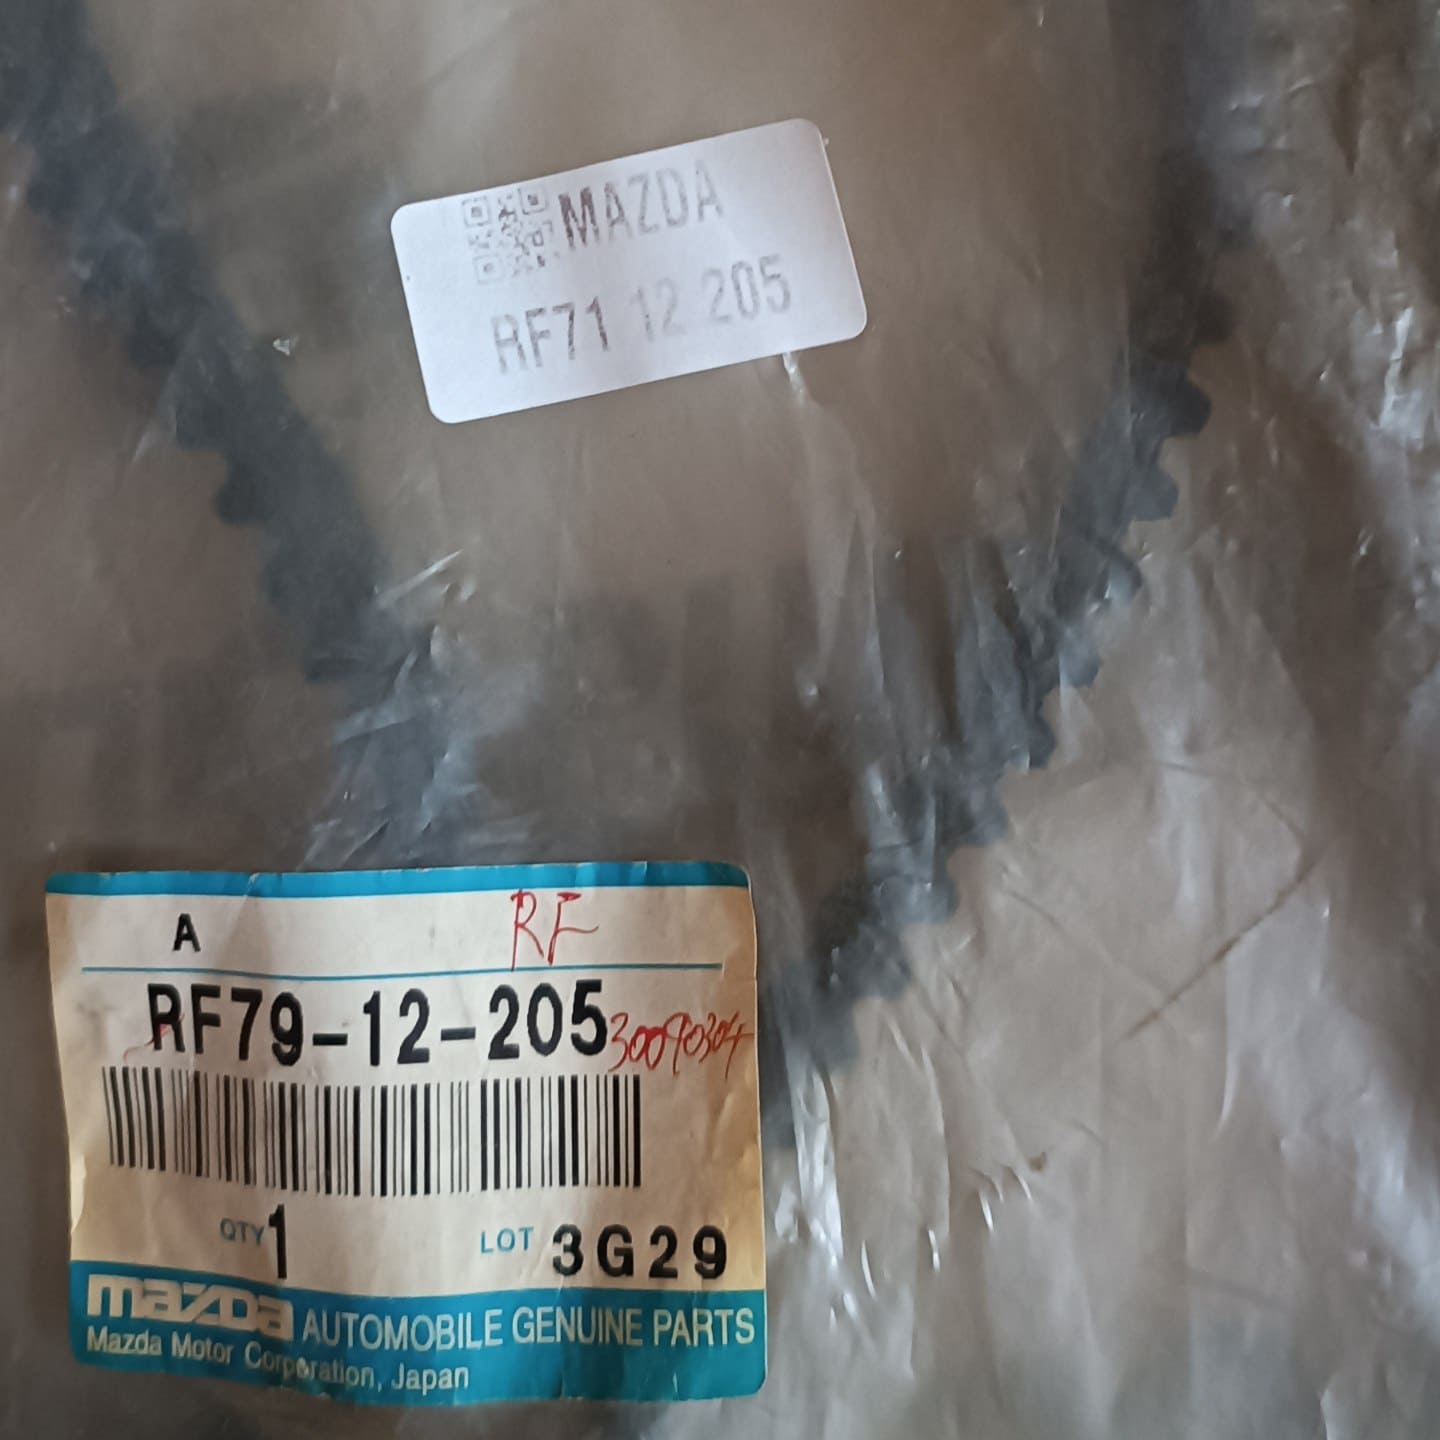 MAZDA
RF71 12 205
A RF
RF79-12-205 30090304
QTY 1 LOT 3G29
mazda AUTOMOBILE GENUINE PARTS
Mazda Motor Corporation, Japan